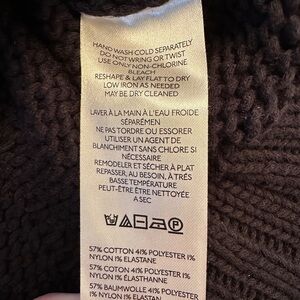 HAND WASH COLD SEPARATELY
DO NOT WRING OR TWIST
USE ONLY NON-CHLORINE
BLEACH
RESHAPE & LAY FLAT TO DRY
LOW IRON AS NEEDED
MAY BE DRY CLEANED
LAVER À LA MAIN À L'EAU FROIDE
SÉPARÉMEN
NE PAS TORDRE OU ESSORER
UTILISER UN AGENT DE
BLANCHIMENT SANS CHLORE SI
NÉCESSAIRE
REMODELER ET SÉCHER À PLAT
REPASSER, AU BESOIN, À TRÈS
BASSE TEMPÉRATURE
PEUT-ÊTRE ÊTRE NETTOYÉE
A SEC
P
57% COTTON 41% POLYESTER 1%
NYLON 1% ELASTANE
57% COTON 41% POLYESTER 1%
NYLON 1% ÉLASTHANNE
57% BAUMWOLLE 41% POLYESTER
1% NYLON 1% ELASTAN